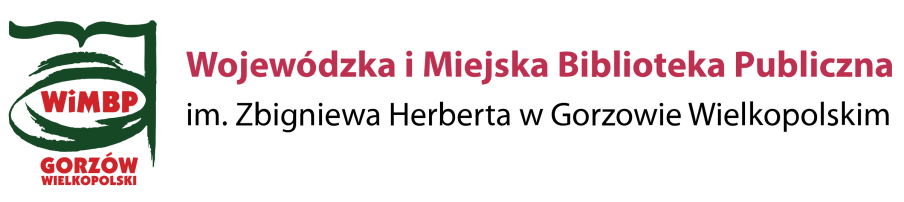 WiMBP
GORZÓW
WIELKOPOLSKI
Wojewódzka i Miejska Biblioteka Publiczna
im. Zbigniewa Herberta w Gorzowie Wielkopolskim